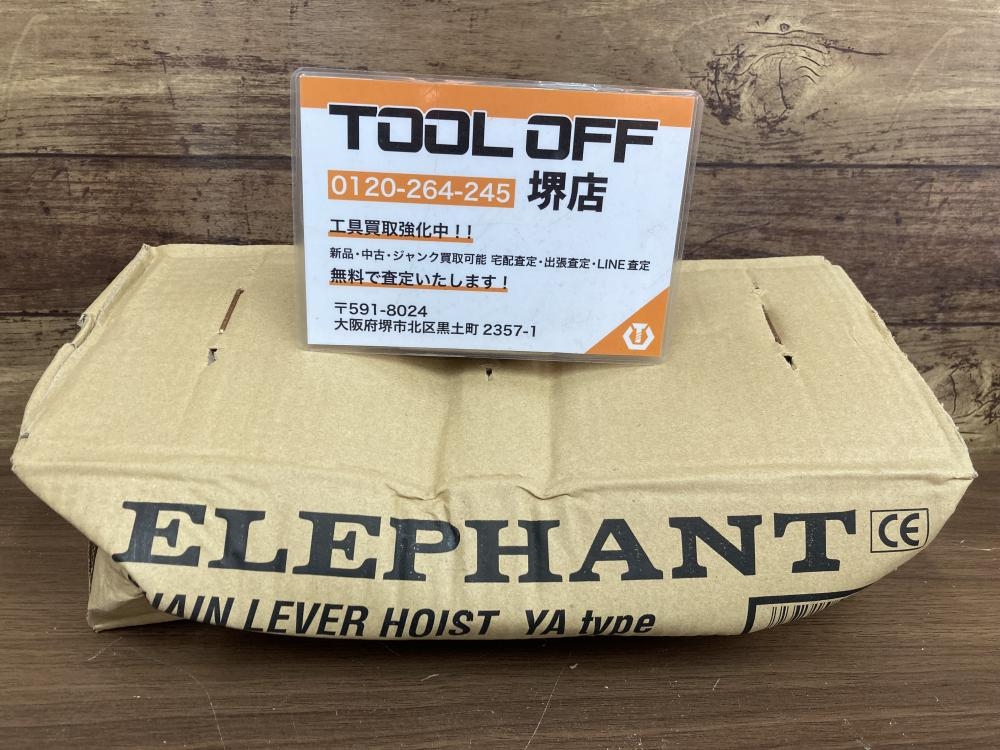 TOOL OFF
0120-264-245 堺店
工具買取強化中！！
新品・中古・ジャンク買取可能 宅配査定・出張査定・LINE査定
無料で査定いたします！
〒591-8024
大阪府堺市北区黒土町 2357-1
ELEPHANT CE
LEVER HOIST YA type